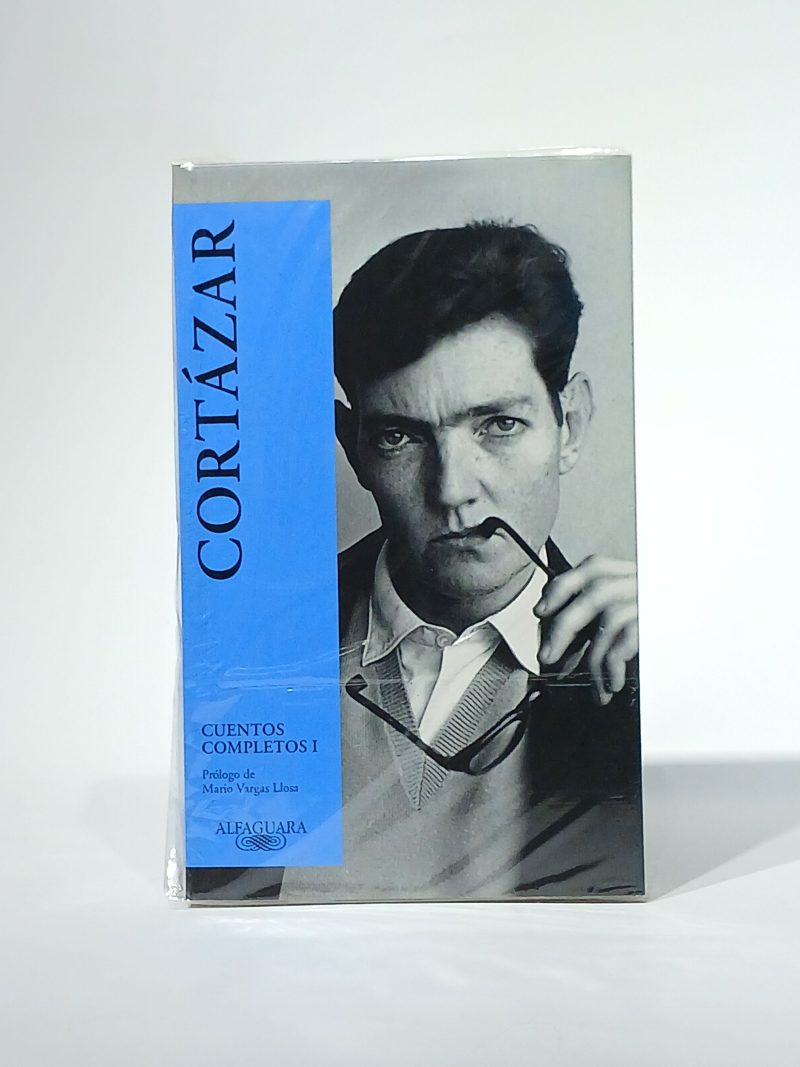 CORTÁZAR
CUENTOS
COMPLETOS I
Prólogo de
Mario Vargas Llosa
ALFAGUARA